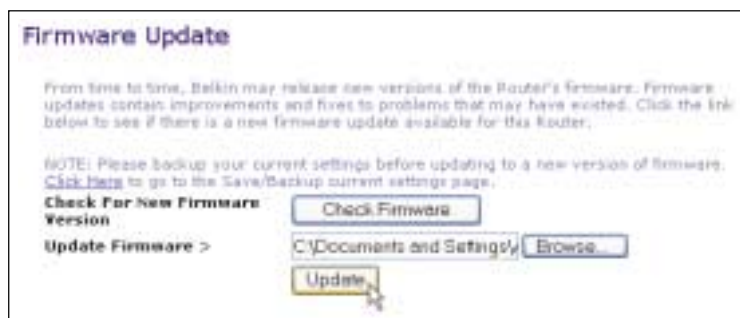 Firmware Update
From time to time, Belkin may release new versions of the Router's firmware. Firmware
updates contain improvements and fixes to problems that may have existed. Click the link
below to see if there is a new firmware update available for this Router.
NOTE: Please backup your current settings before updating to a new version of firmware.
Click Here to go to the Save/Backup current settings page.
Check For New Firmware
Version
Check Firmware
Update Firmware >
C:\Documents and Settings\
Browse...
Update